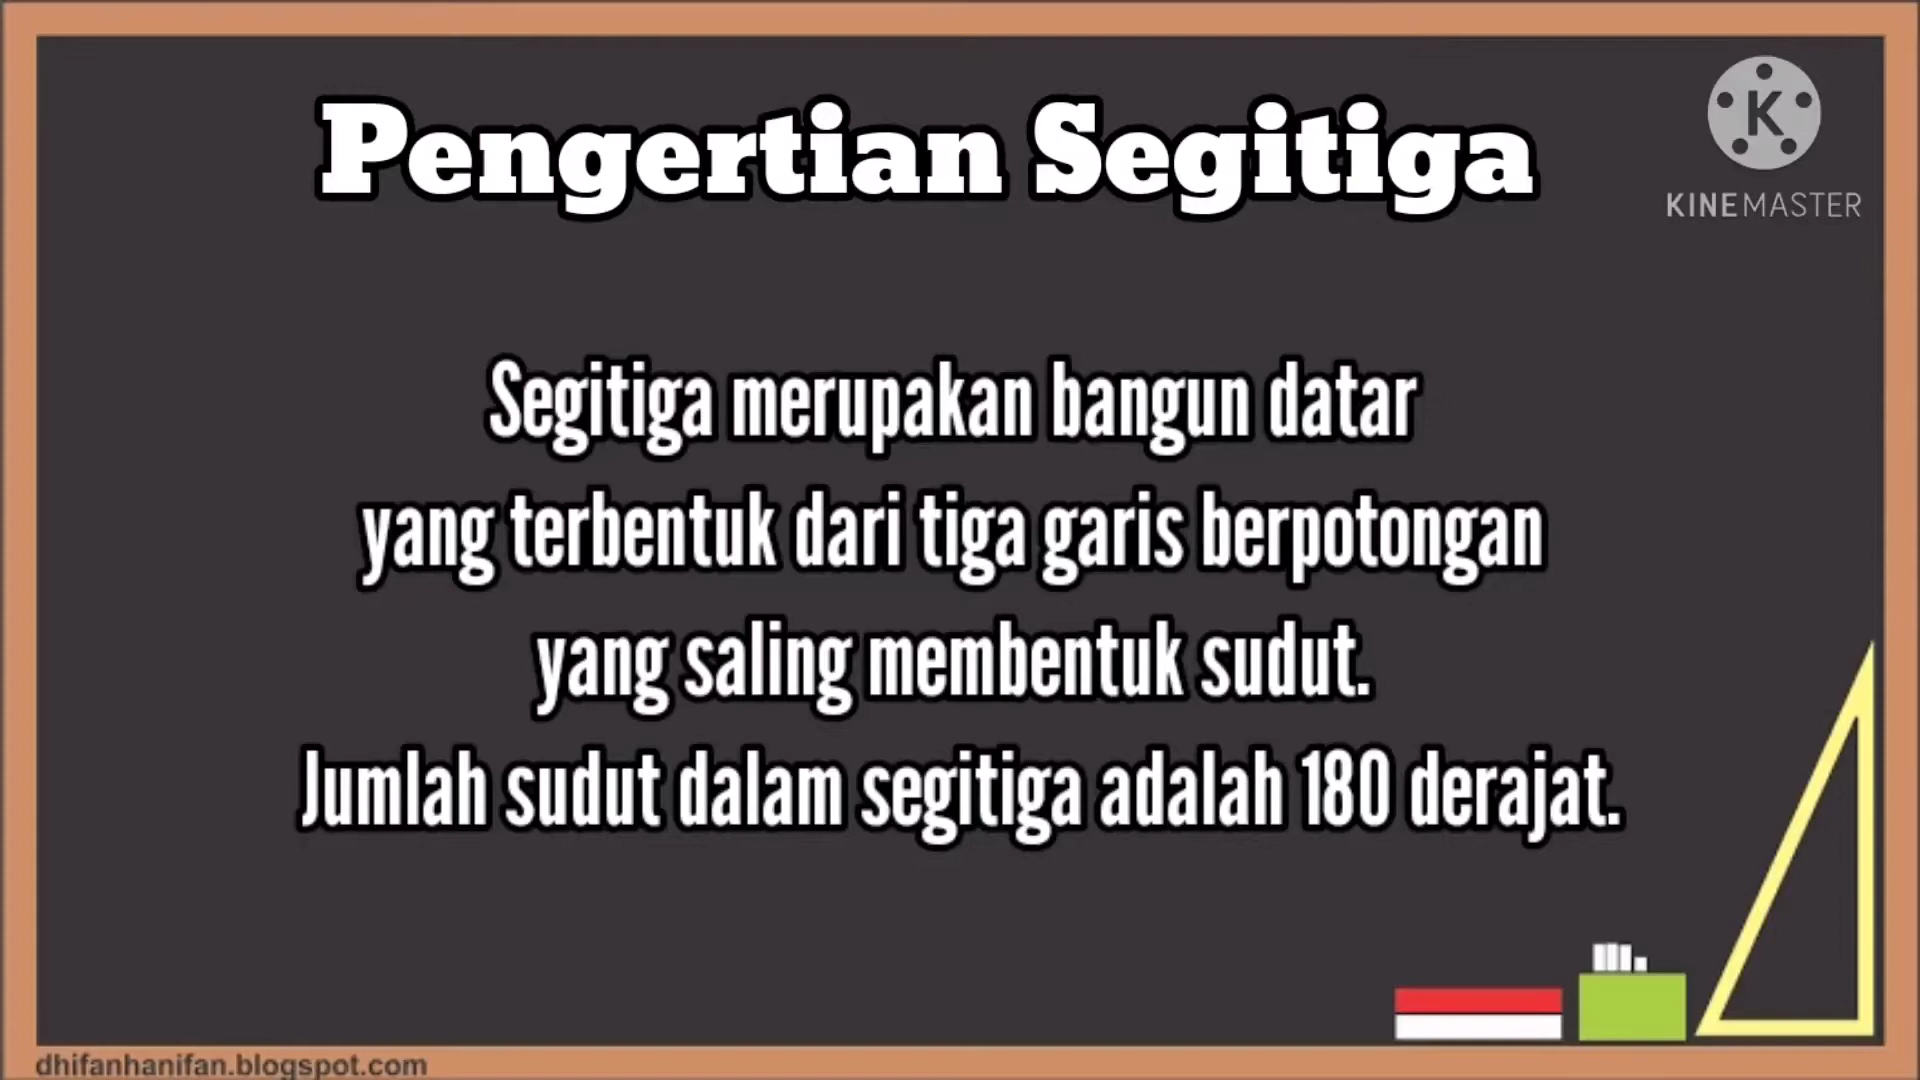 Pengertian Segitiga
K
KINEMASTER
Segitiga merupakan bangun datar
yang terbentuk dari tiga garis berpotongan
yang saling membentuk sudut.
Jumlah sudut dalam segitiga adalah 180 derajat.
dhifanhanifan.blogspot.com